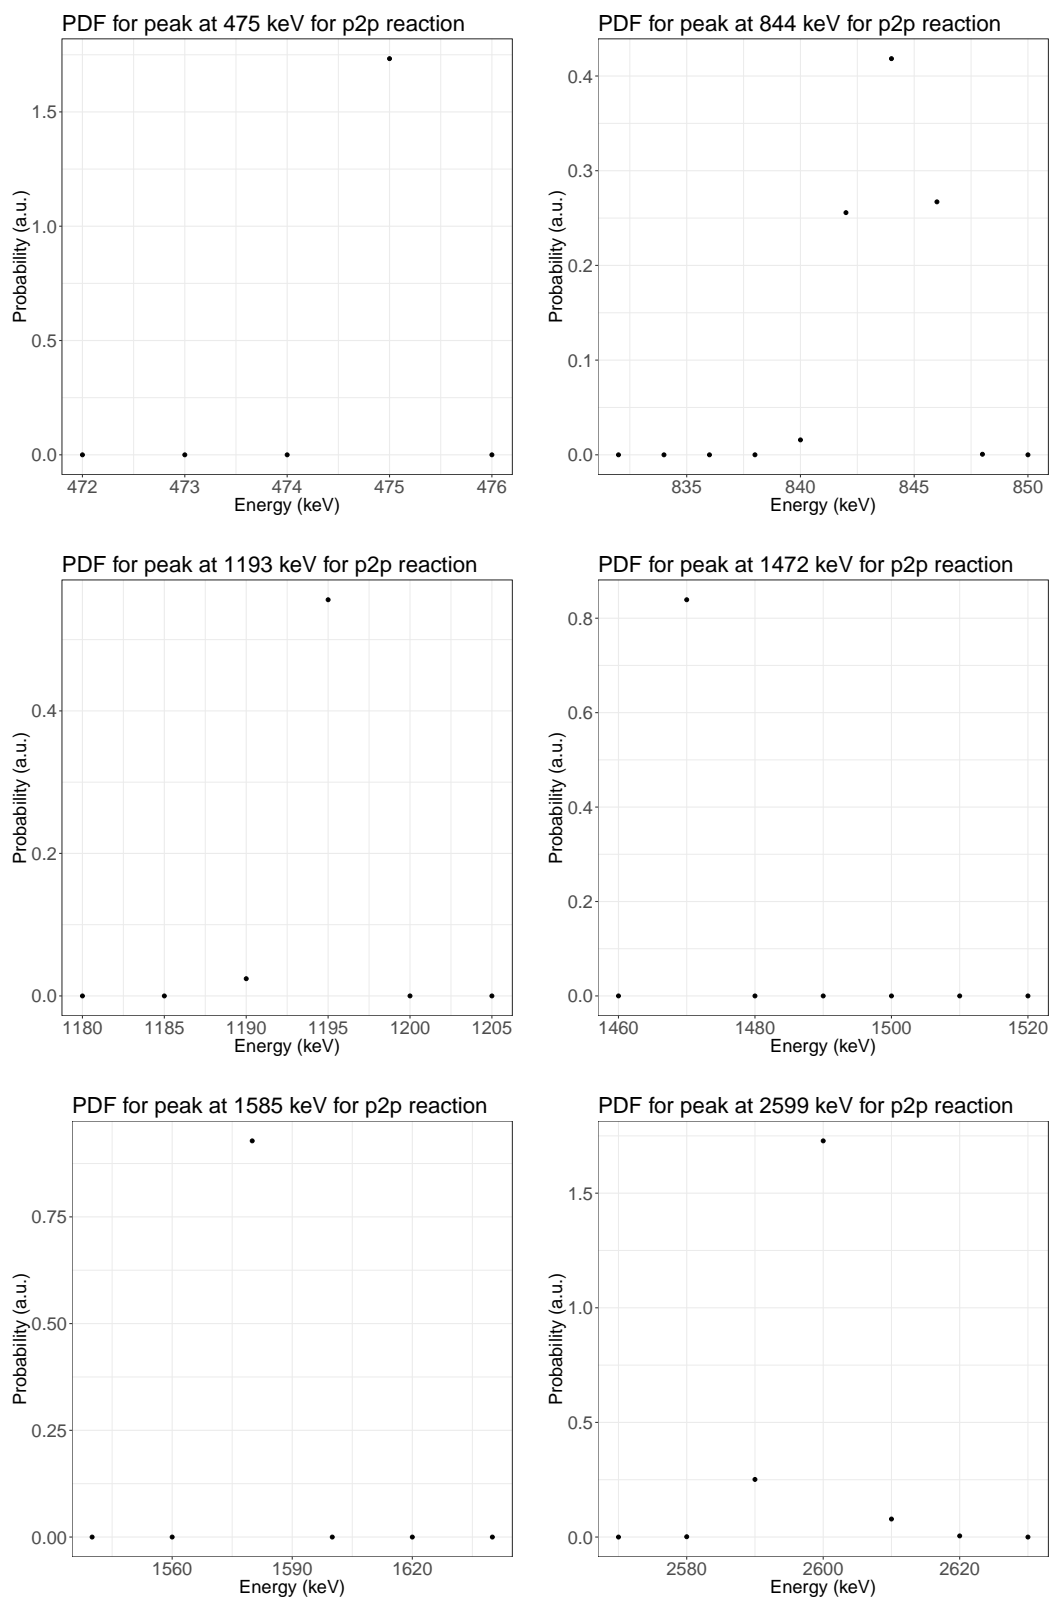 PDF for peak at 475 keV for p2p reaction
Probability (a.u.)
1.5
1.0
0.5
0.0
472 473 474 475 476
Energy (keV)
PDF for peak at 844 keV for p2p reaction
Probability (a.u.)
0.4
0.3
0.2
0.1
0.0
835 840 845 850
Energy (keV)
PDF for peak at 1193 keV for p2p reaction
Probability (a.u.)
0.4
0.2
0.0
1180 1185 1190 1195 1200 1205
Energy (keV)
PDF for peak at 1472 keV for p2p reaction
Probability (a.u.)
0.8
0.6
0.4
0.2
0.0
1460 1480 1500 1520
Energy (keV)
PDF for peak at 1585 keV for p2p reaction
Probability (a.u.)
0.75
0.50
0.25
0.00
1560 1590 1620
Energy (keV)
PDF for peak at 2599 keV for p2p reaction
Probability (a.u.)
1.5
1.0
0.5
0.0
2580 2600 2620
Energy (keV)